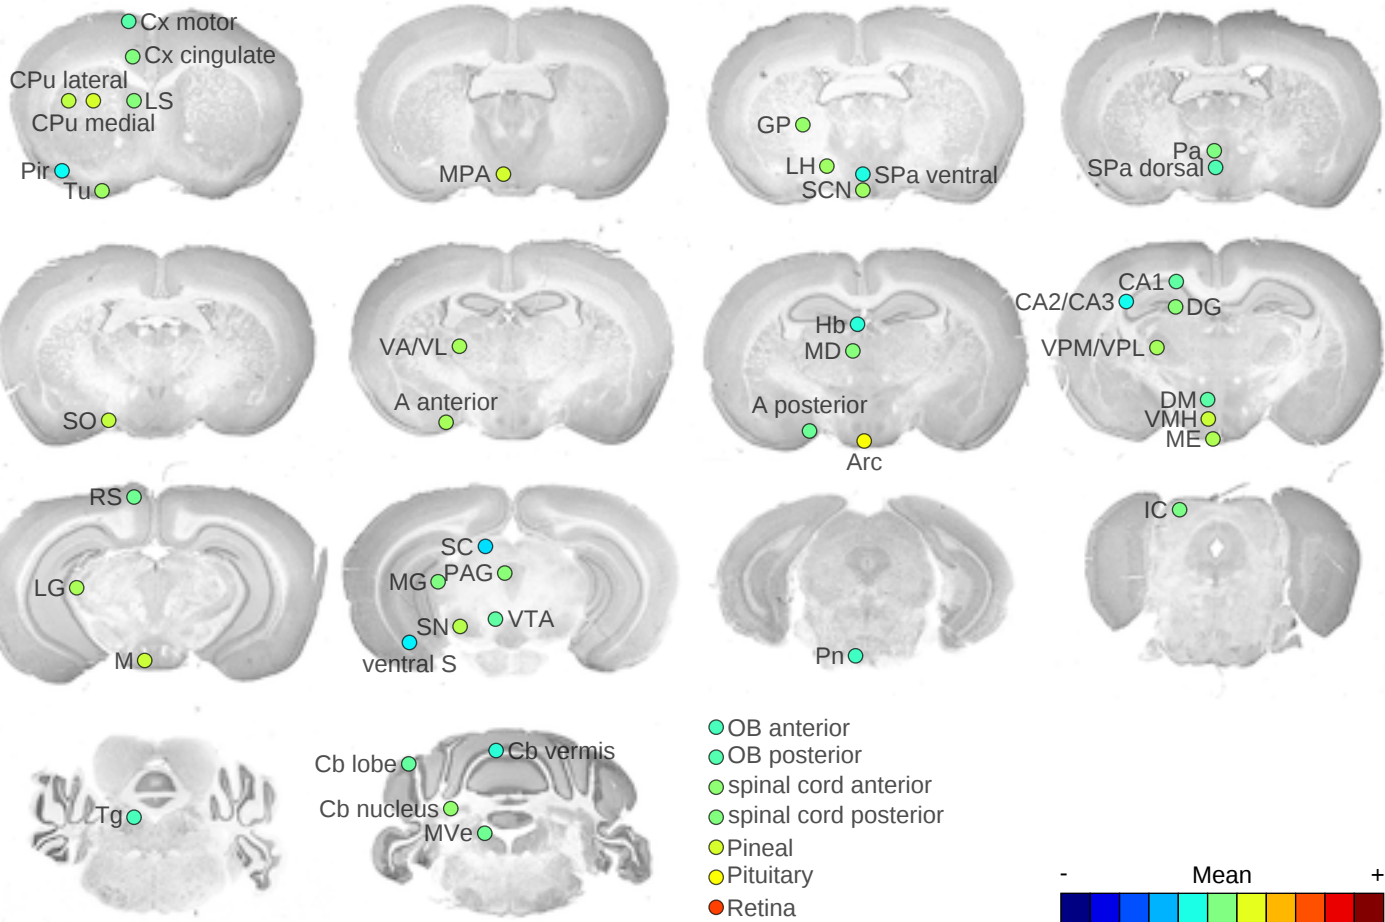 Cx motor
Cx cingulate
CPu lateral
LS
CPu medial
Pir
Tu
MPA
GP
LH
SPa ventral
SCN
Pa
SPa dorsal
SO
VA/VL
A anterior
Hb
MD
A posterior
Arc
CA1
CA2/CA3
DG
VPM/VPL
DM
VMH
ME
RS
LG
M
SC
MG
PAG
SN
VTA
ventral S
Pn
IC
Tg
Cb lobe
Cb vermis
Cb nucleus
MVe
OB anterior
OB posterior
spinal cord anterior
spinal cord posterior
Pineal
Pituitary
Retina
- Mean +